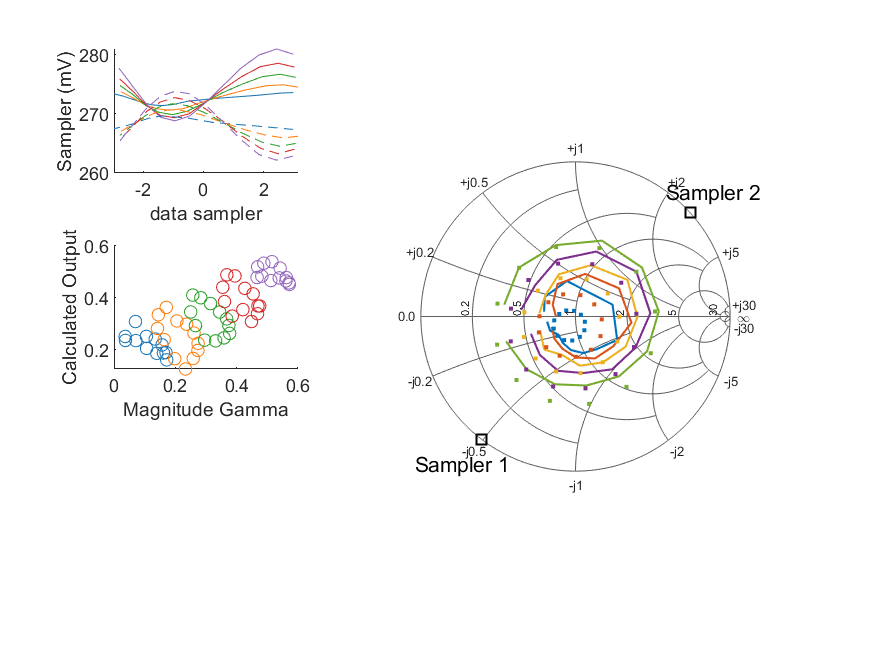 280
270
260
Sampler (mV)
-2
0
2
data sampler
0.6
0.4
0.2
Calculated Output
0
0.2
0.4
0.6
Magnitude Gamma
+j1
+j0.5
+j2
Sampler 2
+j0.2
+j5
0.0
0.2
0.5
1
2
5
30
+j30
∞
-j30
-j0.2
-j5
-j0.5
-j2
Sampler 1
-j1